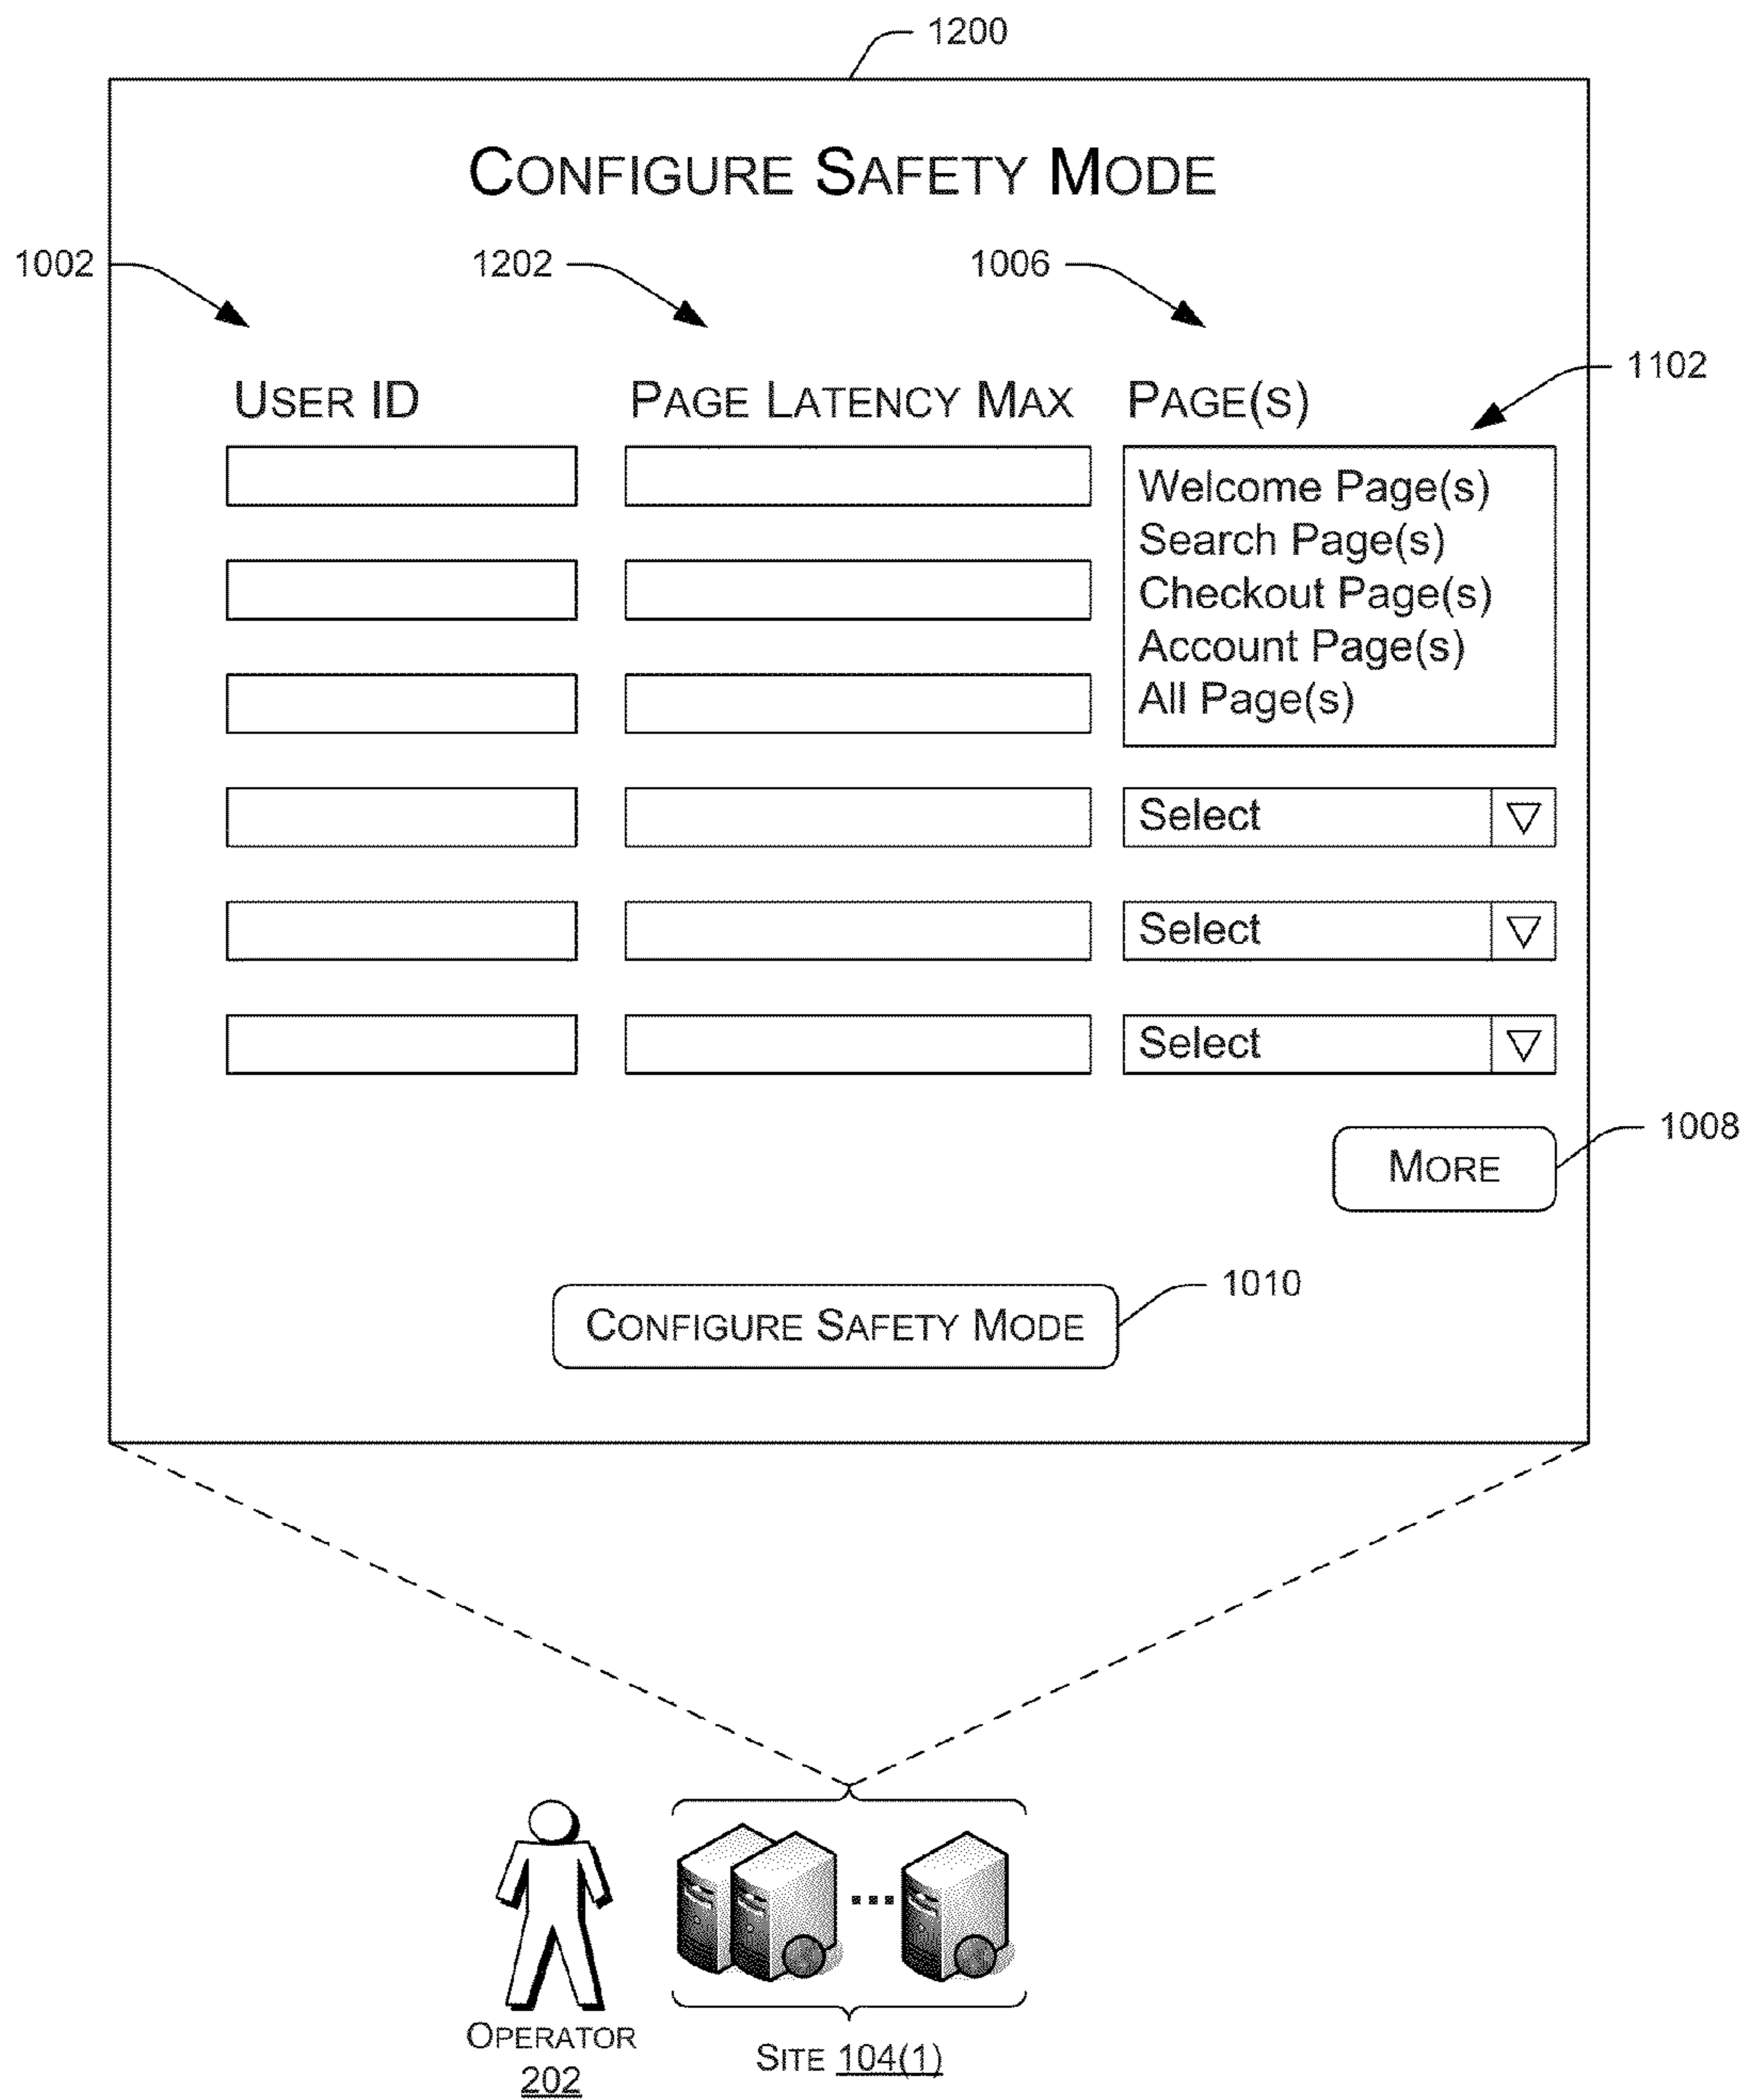 1200
CONFIGURE SAFETY MODE
1002
1202
1006
1102
USER ID
PAGE LATENCY MAX
PAGE(S)
Welcome Page(s)
Search Page(s)
Checkout Page(s)
Account Page(s)
All Page(s)
Select
Select
Select
1008
MORE
1010
CONFIGURE SAFETY MODE
OPERATOR
202
SITE 104(1)